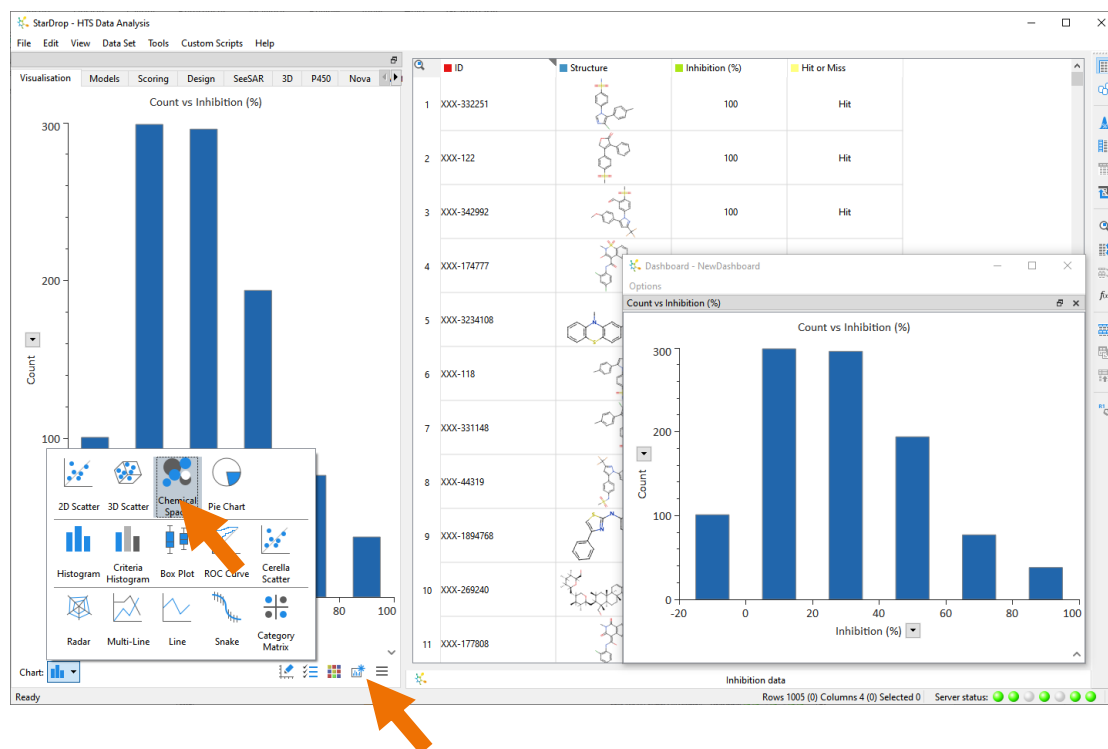 StarDrop - HTS Data Analysis
File Edit View Data Set Tools Custom Scripts Help
Visualisation Models Scoring Design SeeSAR 3D P450 Nova
Count vs Inhibition (%)
300
200
100
Count
80 100
2D Scatter 3D Scatter Chemical Pie Chart
Histogram Criteria Histogram Box Plot ROC Curve Cerella Scatter
Radar Multi-Line Line Snake Category Matrix
Chart:
Ready
ID Structure Inhibition (%) Hit or Miss
1 XXX-332251 100 Hit
2 XXX-122 100 Hit
3 XXX-342992 100 Hit
4 XXX-174777
5 XXX-3234108
6 XXX-118
7 XXX-331148
8 XXX-44319
9 XXX-1894768
10 XXX-269240
11 XXX-177808
Dashboard - NewDashboard
Options
Count vs Inhibition (%)
Count vs Inhibition (%)
300
200
100
0
Count
-20 0 20 40 60 80 100
Inhibition (%)
Inhibition data
Rows 1005 (0) Columns 4 (0) Selected 0 Server status: